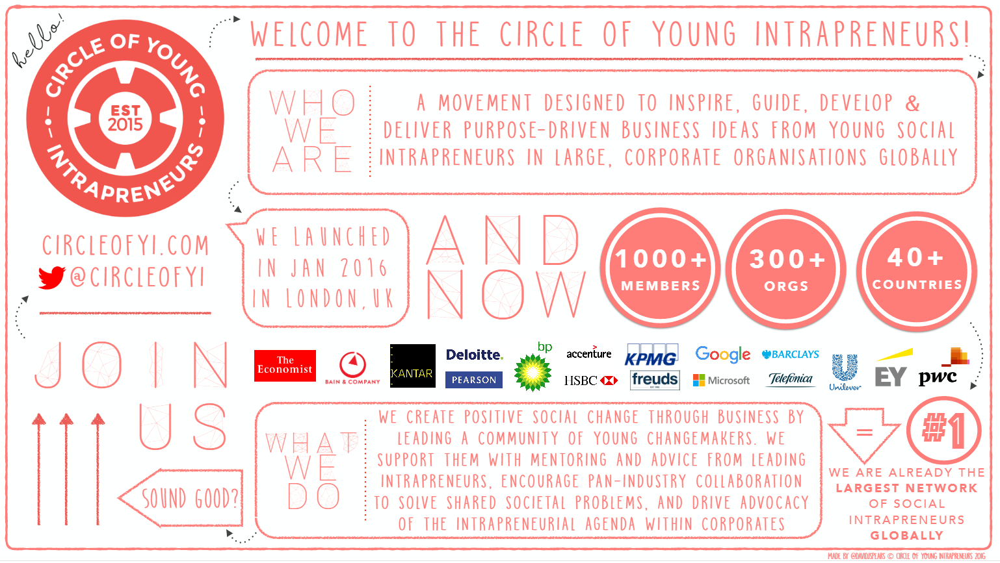 hello!
CIRCLE OF YOUNG
INTRAPRENEURS
EST
2015
WELCOME TO THE CIRCLE OF YOUNG INTRAPRENEURS!
WHO
WE
ARE
A MOVEMENT DESIGNED TO INSPIRE, GUIDE, DEVELOP &
DELIVER PURPOSE-DRIVEN BUSINESS IDEAS FROM YOUNG SOCIAL
INTRAPRENEURS IN LARGE, CORPORATE ORGANISATIONS GLOBALLY
CIRCLEOFYI.COM
@CIRCLEOFYI
WE LAUNCHED
IN JAN 2016
IN LONDON,UK
AND
NOW
1000+
MEMBERS
300+
ORGS
40+
COUNTRIES
JOIN
US
The
Economist
BAIN & COMPANY
KANTAR
Deloitte.
PEARSON
bp
accenture
HSBC
KPMG
freuds
EST 1985
Google
Microsoft
BARCLAYS
Telefónica
Unilever
EY
pwc
SOUND GOOD?
WHAT
WE
DO
WE CREATE POSITIVE SOCIAL CHANGE THROUGH BUSINESS BY
LEADING A COMMUNITY OF YOUNG CHANGEMAKERS. WE
SUPPORT THEM WITH MENTORING AND ADVICE FROM LEADING
INTRAPRENEURS, ENCOURAGE PAN-INDUSTRY COLLABORATION
TO SOLVE SHARED SOCIETAL PROBLEMS, AND DRIVE ADVOCACY
OF THE INTRAPRENEURIAL AGENDA WITHIN CORPORATES
=
#1
WE ARE ALREADY THE
LARGEST NETWORK
OF SOCIAL
INTRAPRENEURS
GLOBALLY
MADE BY @DAVIDJSPEARS © CIRCLE OF YOUNG INTRAPRENEURS 2016